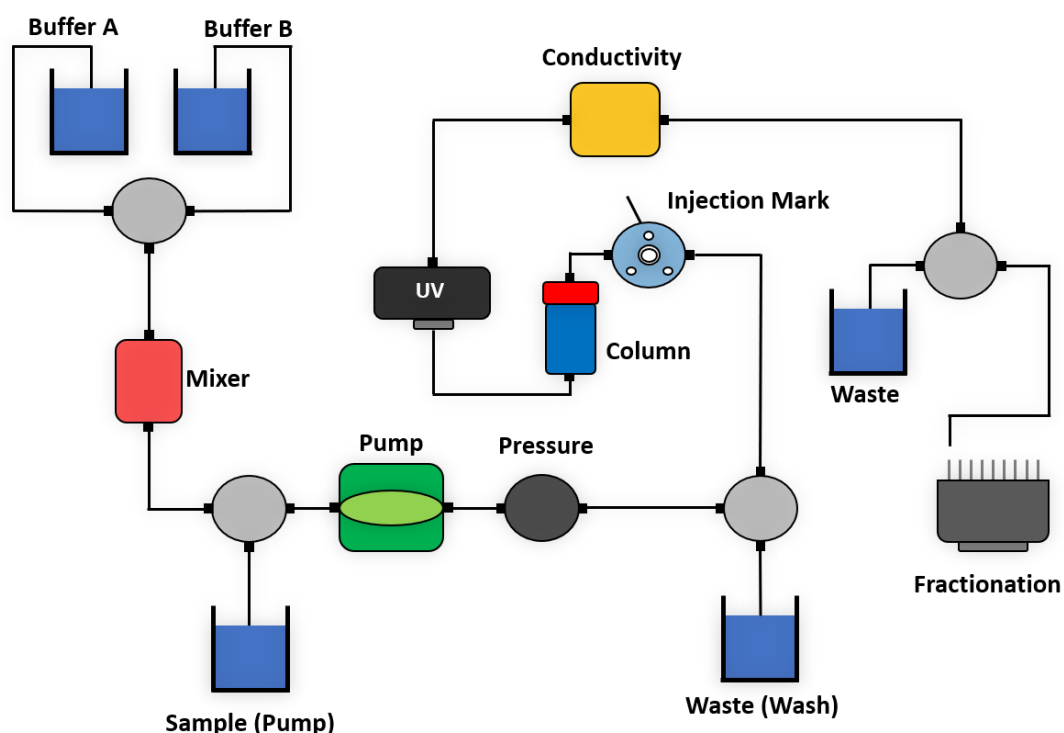 Buffer A
Buffer B
Conductivity
Injection Mark
UV
Column
Mixer
Waste
Pump
Pressure
Fractionation
Sample (Pump)
Waste (Wash)